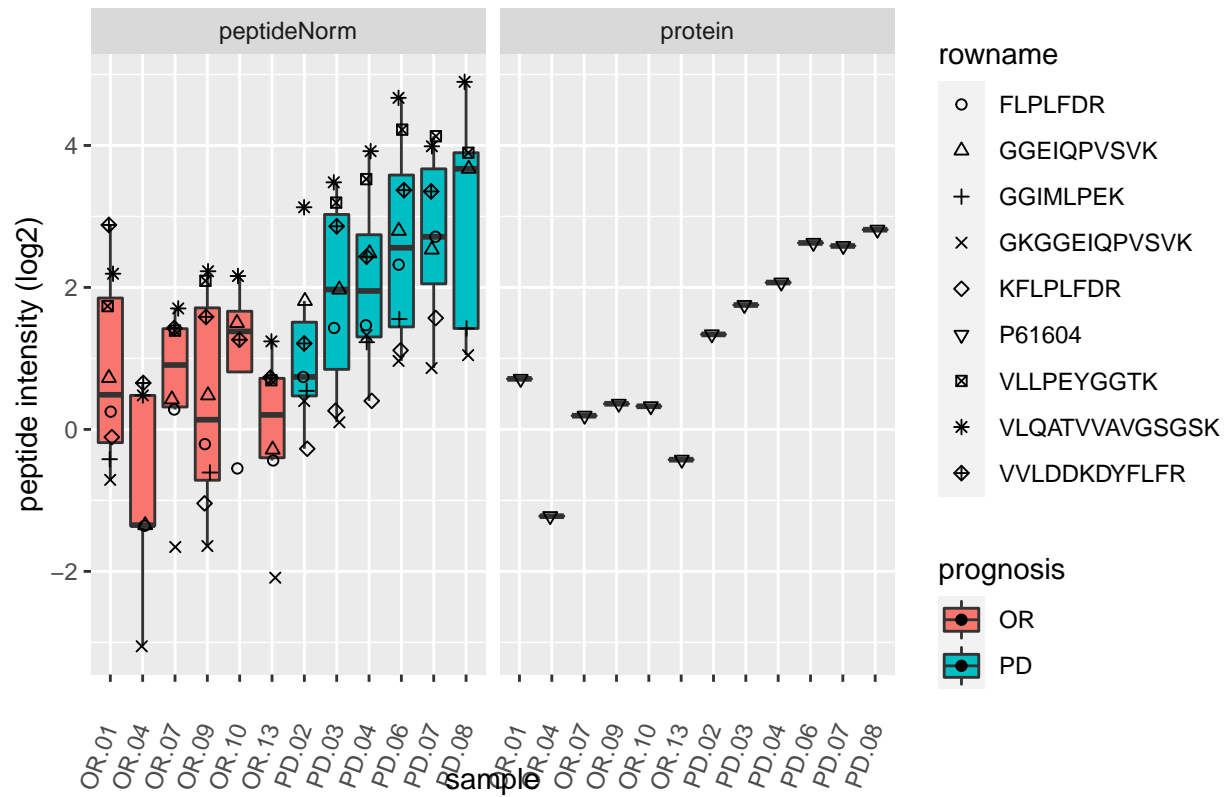 peptideNorm
protein
peptide intensity (log2)
4
2
0
−2
OR.01
OR.04
OR.07
OR.09
OR.10
OR.13
PD.02
PD.03
PD.04
PD.06
PD.07
PD.08
OR.01
OR.04
OR.07
OR.09
OR.10
OR.13
PD.02
PD.03
PD.04
PD.06
PD.07
PD.08
sample
rowname
FLPLFDR
GGEIQPVSVK
GGIMLPEK
GKGGEIQPVSVK
KFLPLFDR
P61604
VLLPEYGGTK
VLQATVVAVGSGSK
VVLDDKDYFLFR
prognosis
OR
PD